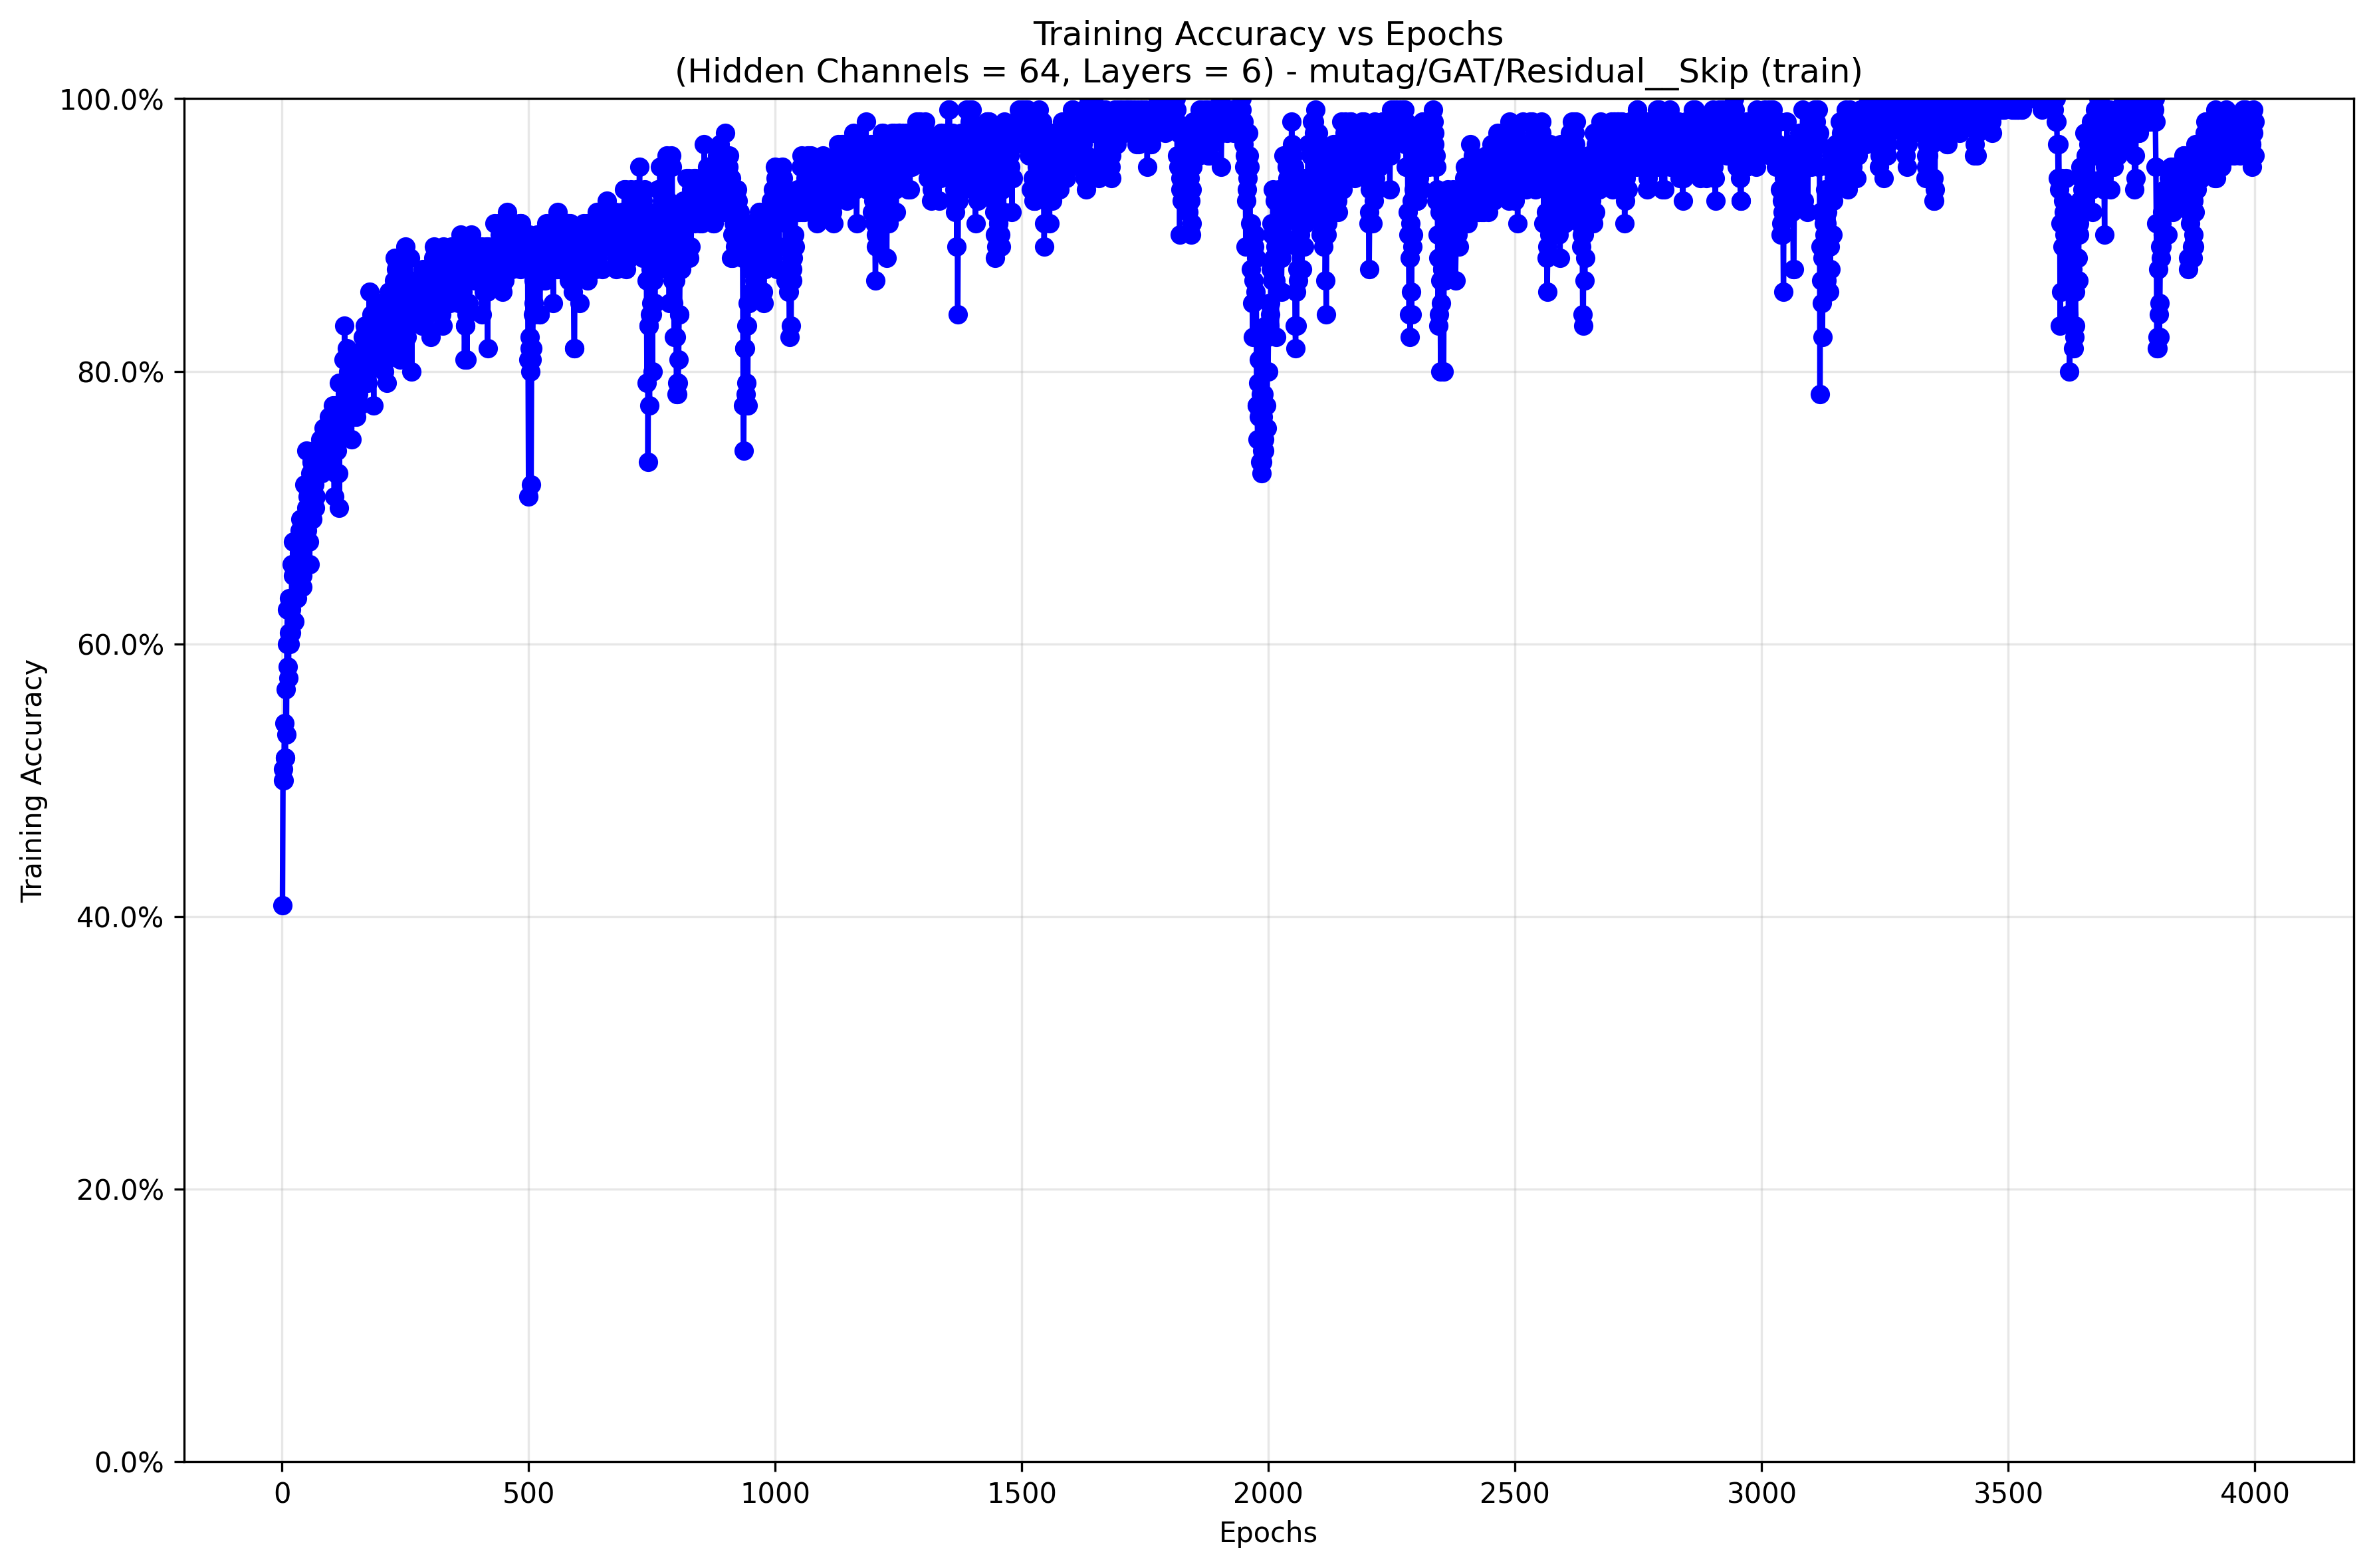 Training Accuracy vs Epochs
(Hidden Channels = 64, Layers = 6) - mutag/GAT/Residual__Skip (train)
100.0%
80.0%
60.0%
40.0%
20.0%
0.0%
Training Accuracy
0 500 1000 1500 2000 2500 3000 3500 4000
Epochs